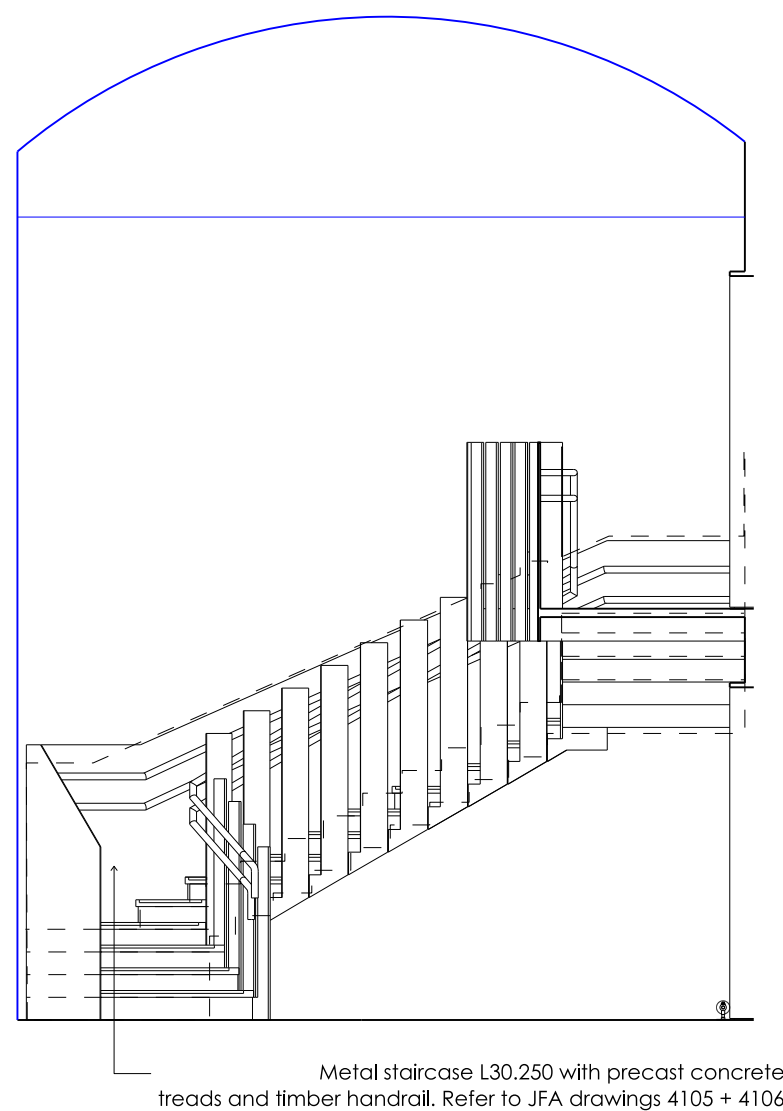 Metal staircase L30.250 with precast concrete
treads and timber handrail. Refer to JFA drawings 4105 + 4106